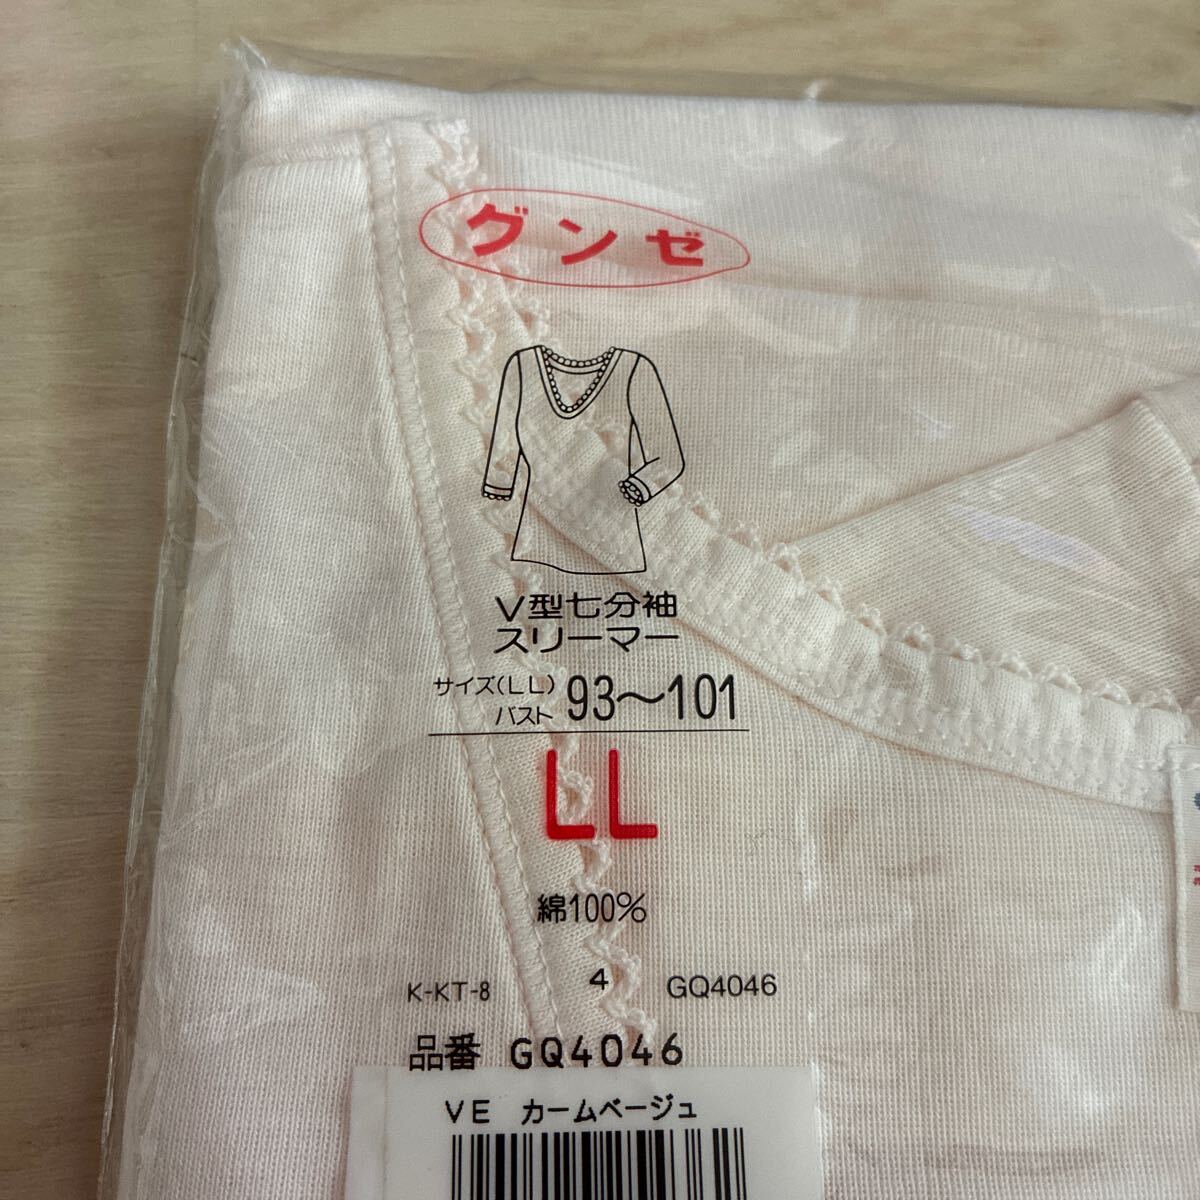 グンゼ
V型七分袖
スリーマー
サイズ(LL)
バスト 93～101
LL
綿100%
K-KT-8 4 GQ4046
品番 GQ4046
VE カームベージュ